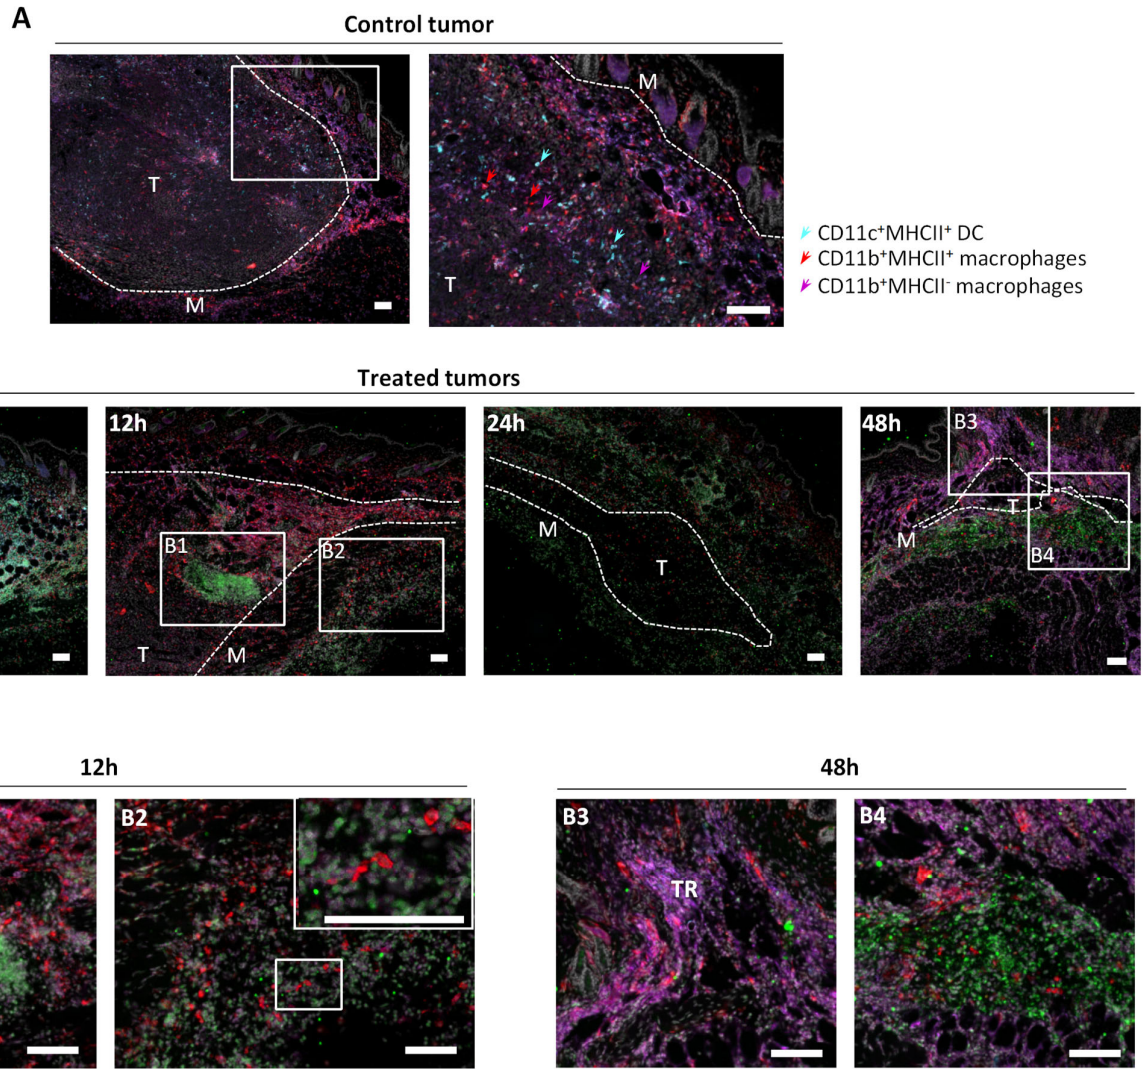 A
Control tumor
T
M
M
T
CD11c⁺MHCII⁺ DC
CD11b⁺MHCII⁺ macrophages
CD11b⁺MHCII⁻ macrophages
Treated tumors
12h
B1
B2
T
M
24h
M
T
48h
B3
T
M
B4
12h
48h
B2
B3
TR
B4